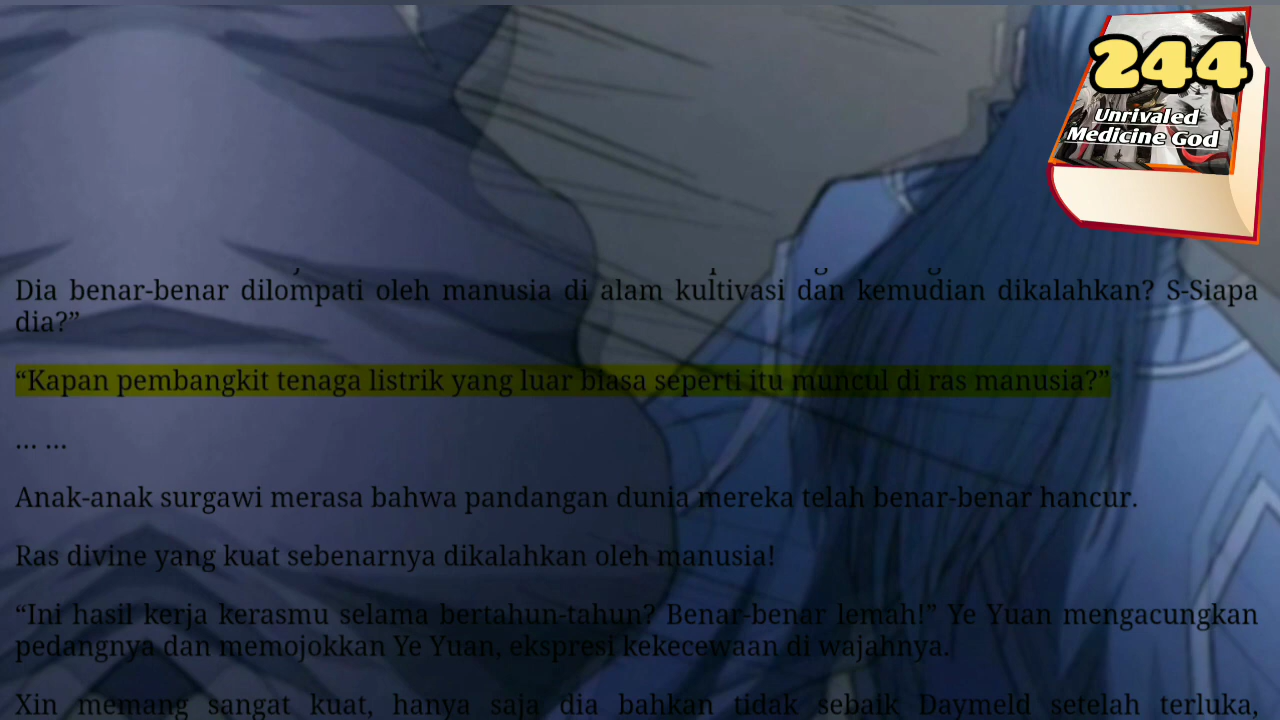 244
Unrivaled
Medicine God
Dia benar-benar dilompati oleh manusia di alam kultivasi dan kemudian dikalahkan? S-Siapa
dia?”
“Kapan pembangkit tenaga listrik yang luar biasa seperti itu muncul di ras manusia?”
… …
Anak-anak surgawi merasa bahwa pandangan dunia mereka telah benar-benar hancur.
Ras divine yang kuat sebenarnya dikalahkan oleh manusia!
“Ini hasil kerja kerasmu selama bertahun-tahun? Benar-benar lemah!” Ye Yuan mengacungkan
pedangnya dan memojokkan Ye Yuan, ekspresi kekecewaan di wajahnya.
Xin memang sangat kuat, hanya saja dia bahkan tidak sebaik Daymeld setelah terluka,